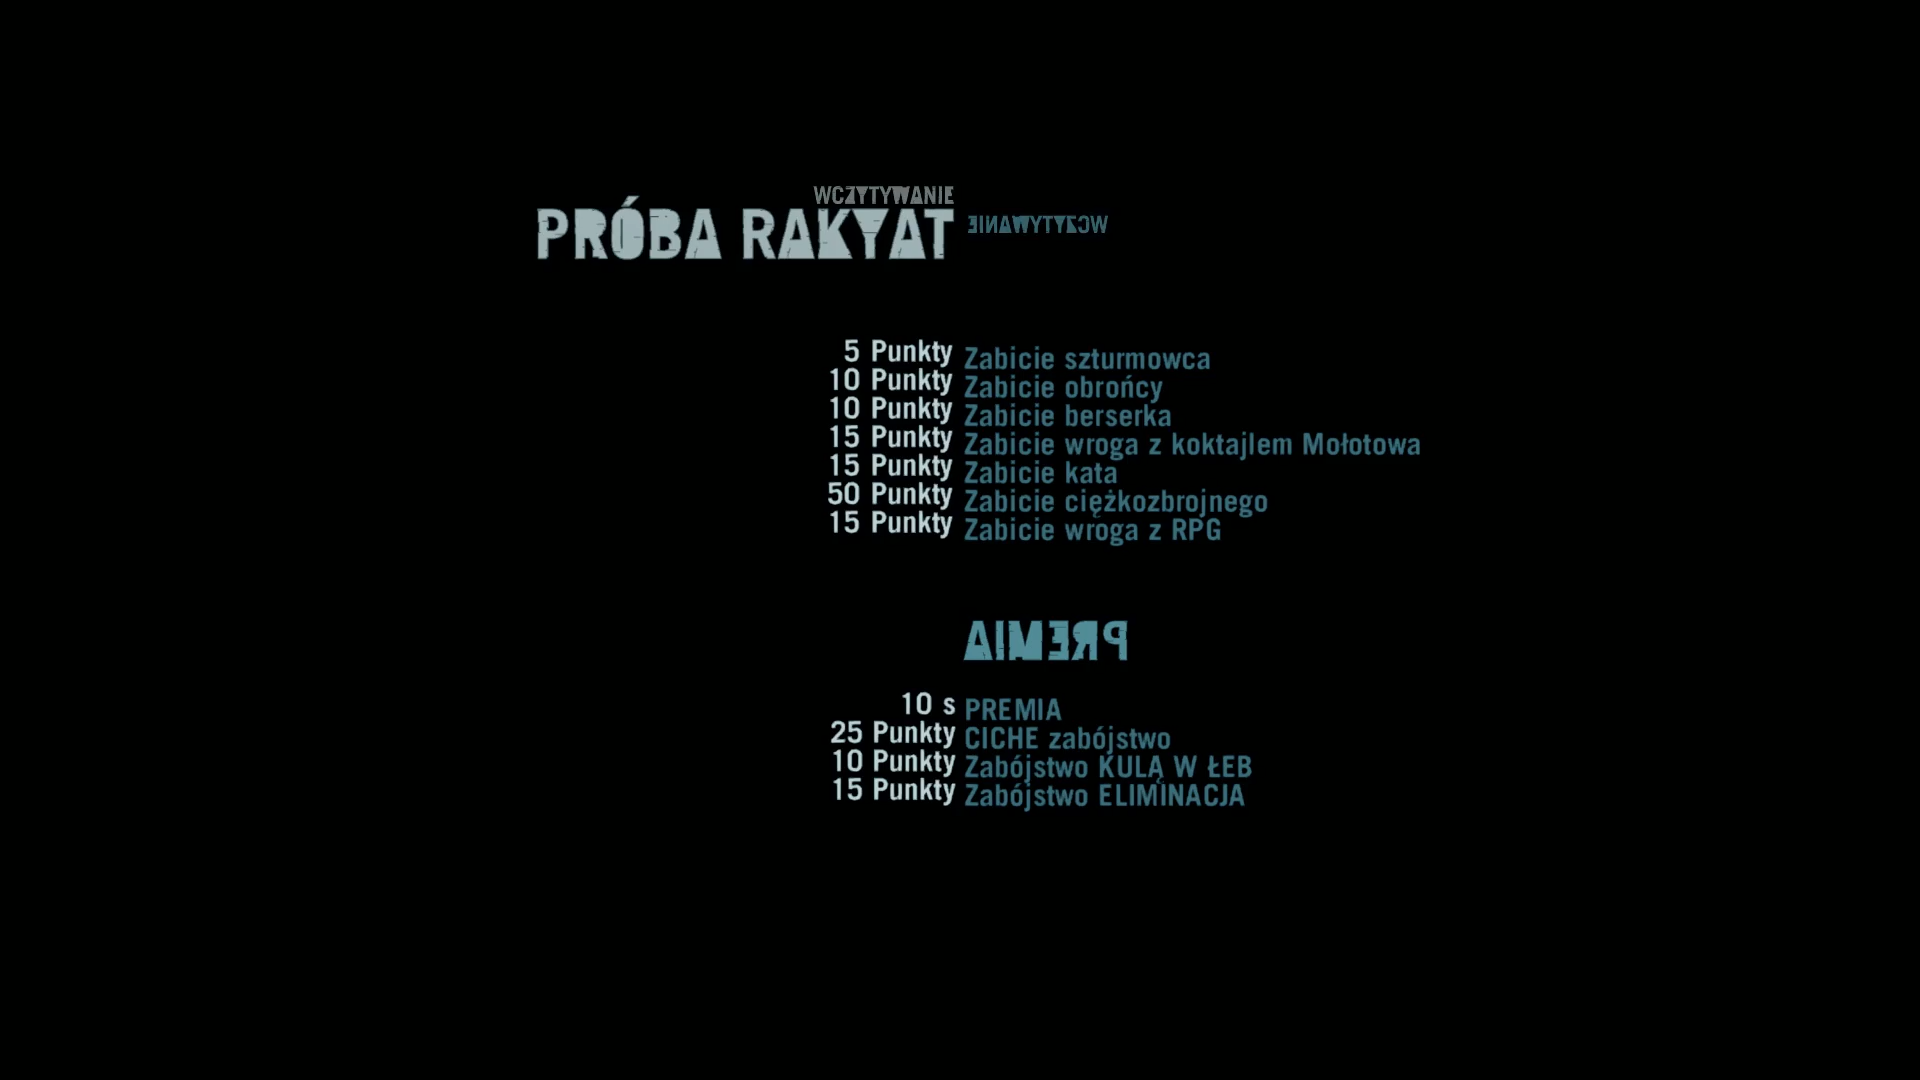 WCZYTYWANIE
PRÓBA RAKYAT WCZYTYWANIE
5 Punkty Zabicie szturmowca
10 Punkty Zabicie obrońcy
10 Punkty Zabicie berserka
15 Punkty Zabicie wroga z koktajlem Mołotowa
15 Punkty Zabicie kata
50 Punkty Zabicie ciężkozbrojnego
15 Punkty Zabicie wroga z RPG
PREMIA
10 s PREMIA
25 Punkty CICHE zabójstwo
10 Punkty Zabójstwo KULĄ W ŁEB
15 Punkty Zabójstwo ELIMINACJA